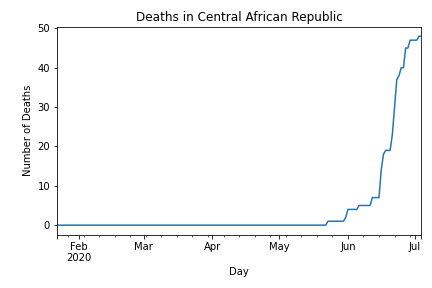 Deaths in Central African Republic
50
40
30
20
10
0
Number of Deaths
Feb Mar Apr May Jun Jul
2020
Day